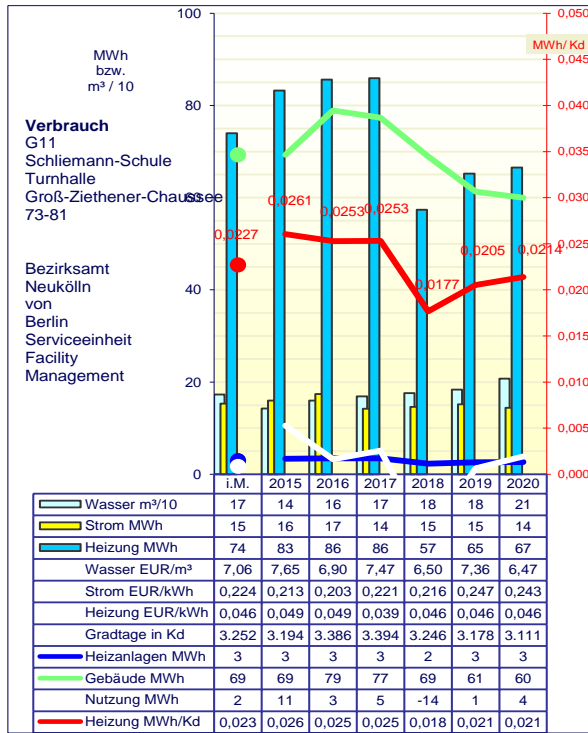 MWh
bzw.
m³ / 10
Verbrauch
G11
Schliemann-Schule
Turnhalle
Groß-Ziethener-Chaussee
73-81
Bezirksamt
Neukölln
von
Berlin
Serviceeinheit
Facility
Management
100
80
60
40
20
0
MWh/Kd
0,050
0,045
0,040
0,035
0,030
0,025
0,020
0,015
0,010
0,005
0,000
0,0227
0,0261
0,0253
0,0253
0,0177
0,0205
0,0214
i.M. 2015 2016 2017 2018 2019 2020
Wasser m³/10 17 14 16 17 18 18 21
Strom MWh 15 16 17 14 15 15 14
Heizung MWh 74 83 86 86 57 65 67
Wasser EUR/m³ 7,06 7,65 6,90 7,47 6,50 7,36 6,47
Strom EUR/kWh 0,224 0,213 0,203 0,221 0,216 0,247 0,243
Heizung EUR/kWh 0,046 0,049 0,049 0,039 0,046 0,046 0,046
Gradtage in Kd 3.252 3.194 3.386 3.394 3.246 3.178 3.111
Heizanlagen MWh 3 3 3 3 2 3 3
Gebäude MWh 69 69 79 77 69 61 60
Nutzung MWh 2 11 3 5 -14 1 4
Heizung MWh/Kd 0,023 0,026 0,025 0,025 0,018 0,021 0,021